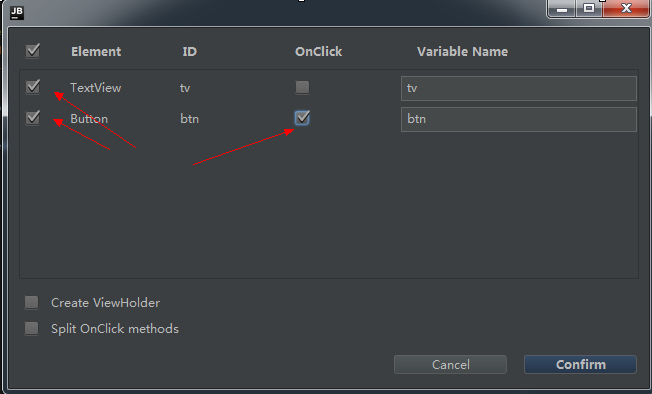 JB
Element ID OnClick Variable Name
TextView tv tv
Button btn btn
Create ViewHolder
Split OnClick methods
Cancel Confirm